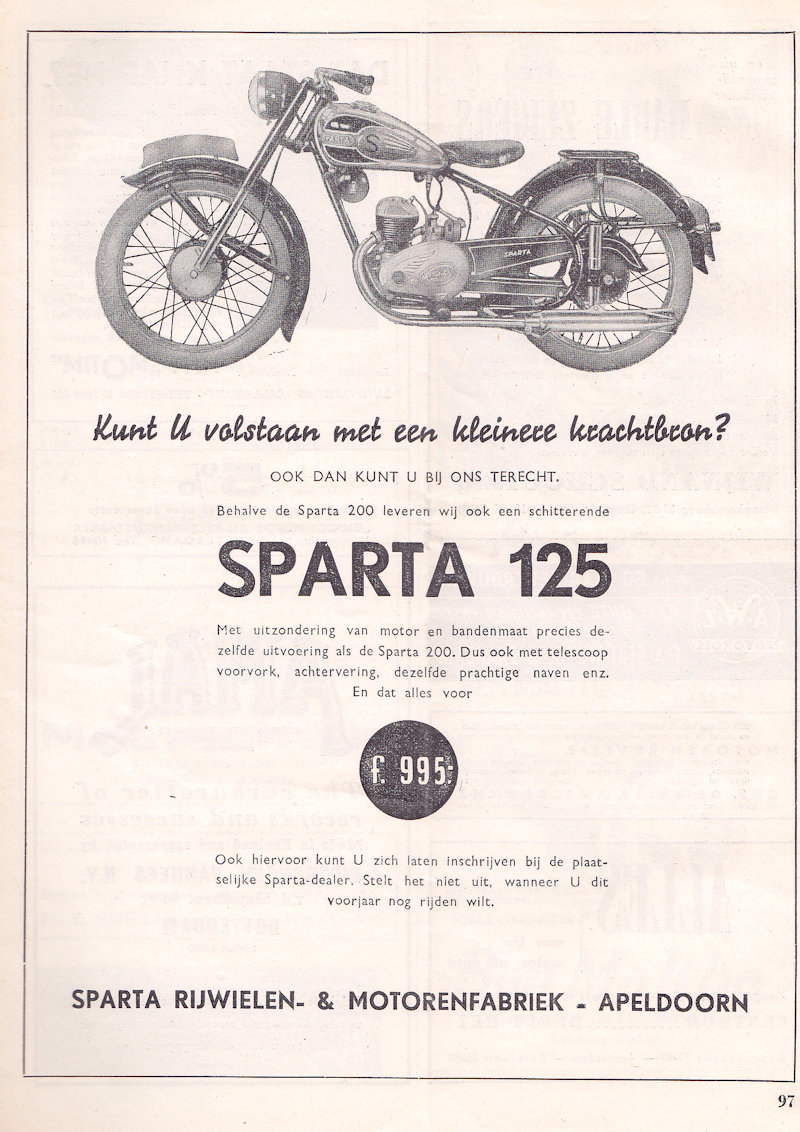 SPARTA S
SPARTA
Kunt U volstaan met een kleinere krachtbron?
OOK DAN KUNT U BIJ ONS TERECHT.
Behalve de Sparta 200 leveren wij ook een schitterende
SPARTA 125
Met uitzondering van motor en bandenmaat precies de-
zelfde uitvoering als de Sparta 200. Dus ook met telescoop
voorvork, achtervering, dezelfde prachtige naven enz.
En dat alles voor
f. 995.-
Ook hiervoor kunt U zich laten inschrijven bij de plaat-
selijke Sparta-dealer. Stelt het niet uit, wanneer U dit
voorjaar nog rijden wilt.
SPARTA RIJWIELEN- & MOTORENFABRIEK - APELDOORN
97